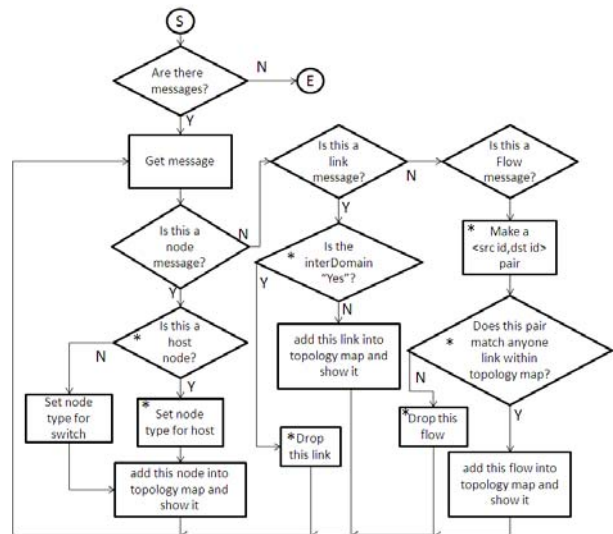 S
Are there
messages?
N
E
Y
Get message
Is this a
node
message?
N
Y
* Is this a
host
node?
N
Y
Set node
type for
switch
* Set node
type for host
add this node into
topology map and
show it
Is this a
link
message?
N
Y
* Is the
interDomain
"Yes"?
Y
N
add this link into
topology map and
show it
*Drop
this link
Is this a
Flow
message?
* Make a
<src id,dst id>
pair
Does this pair
* match anyone
link within
topology map?
N
Y
*Drop this
flow
add this flow into
topology map and
show it